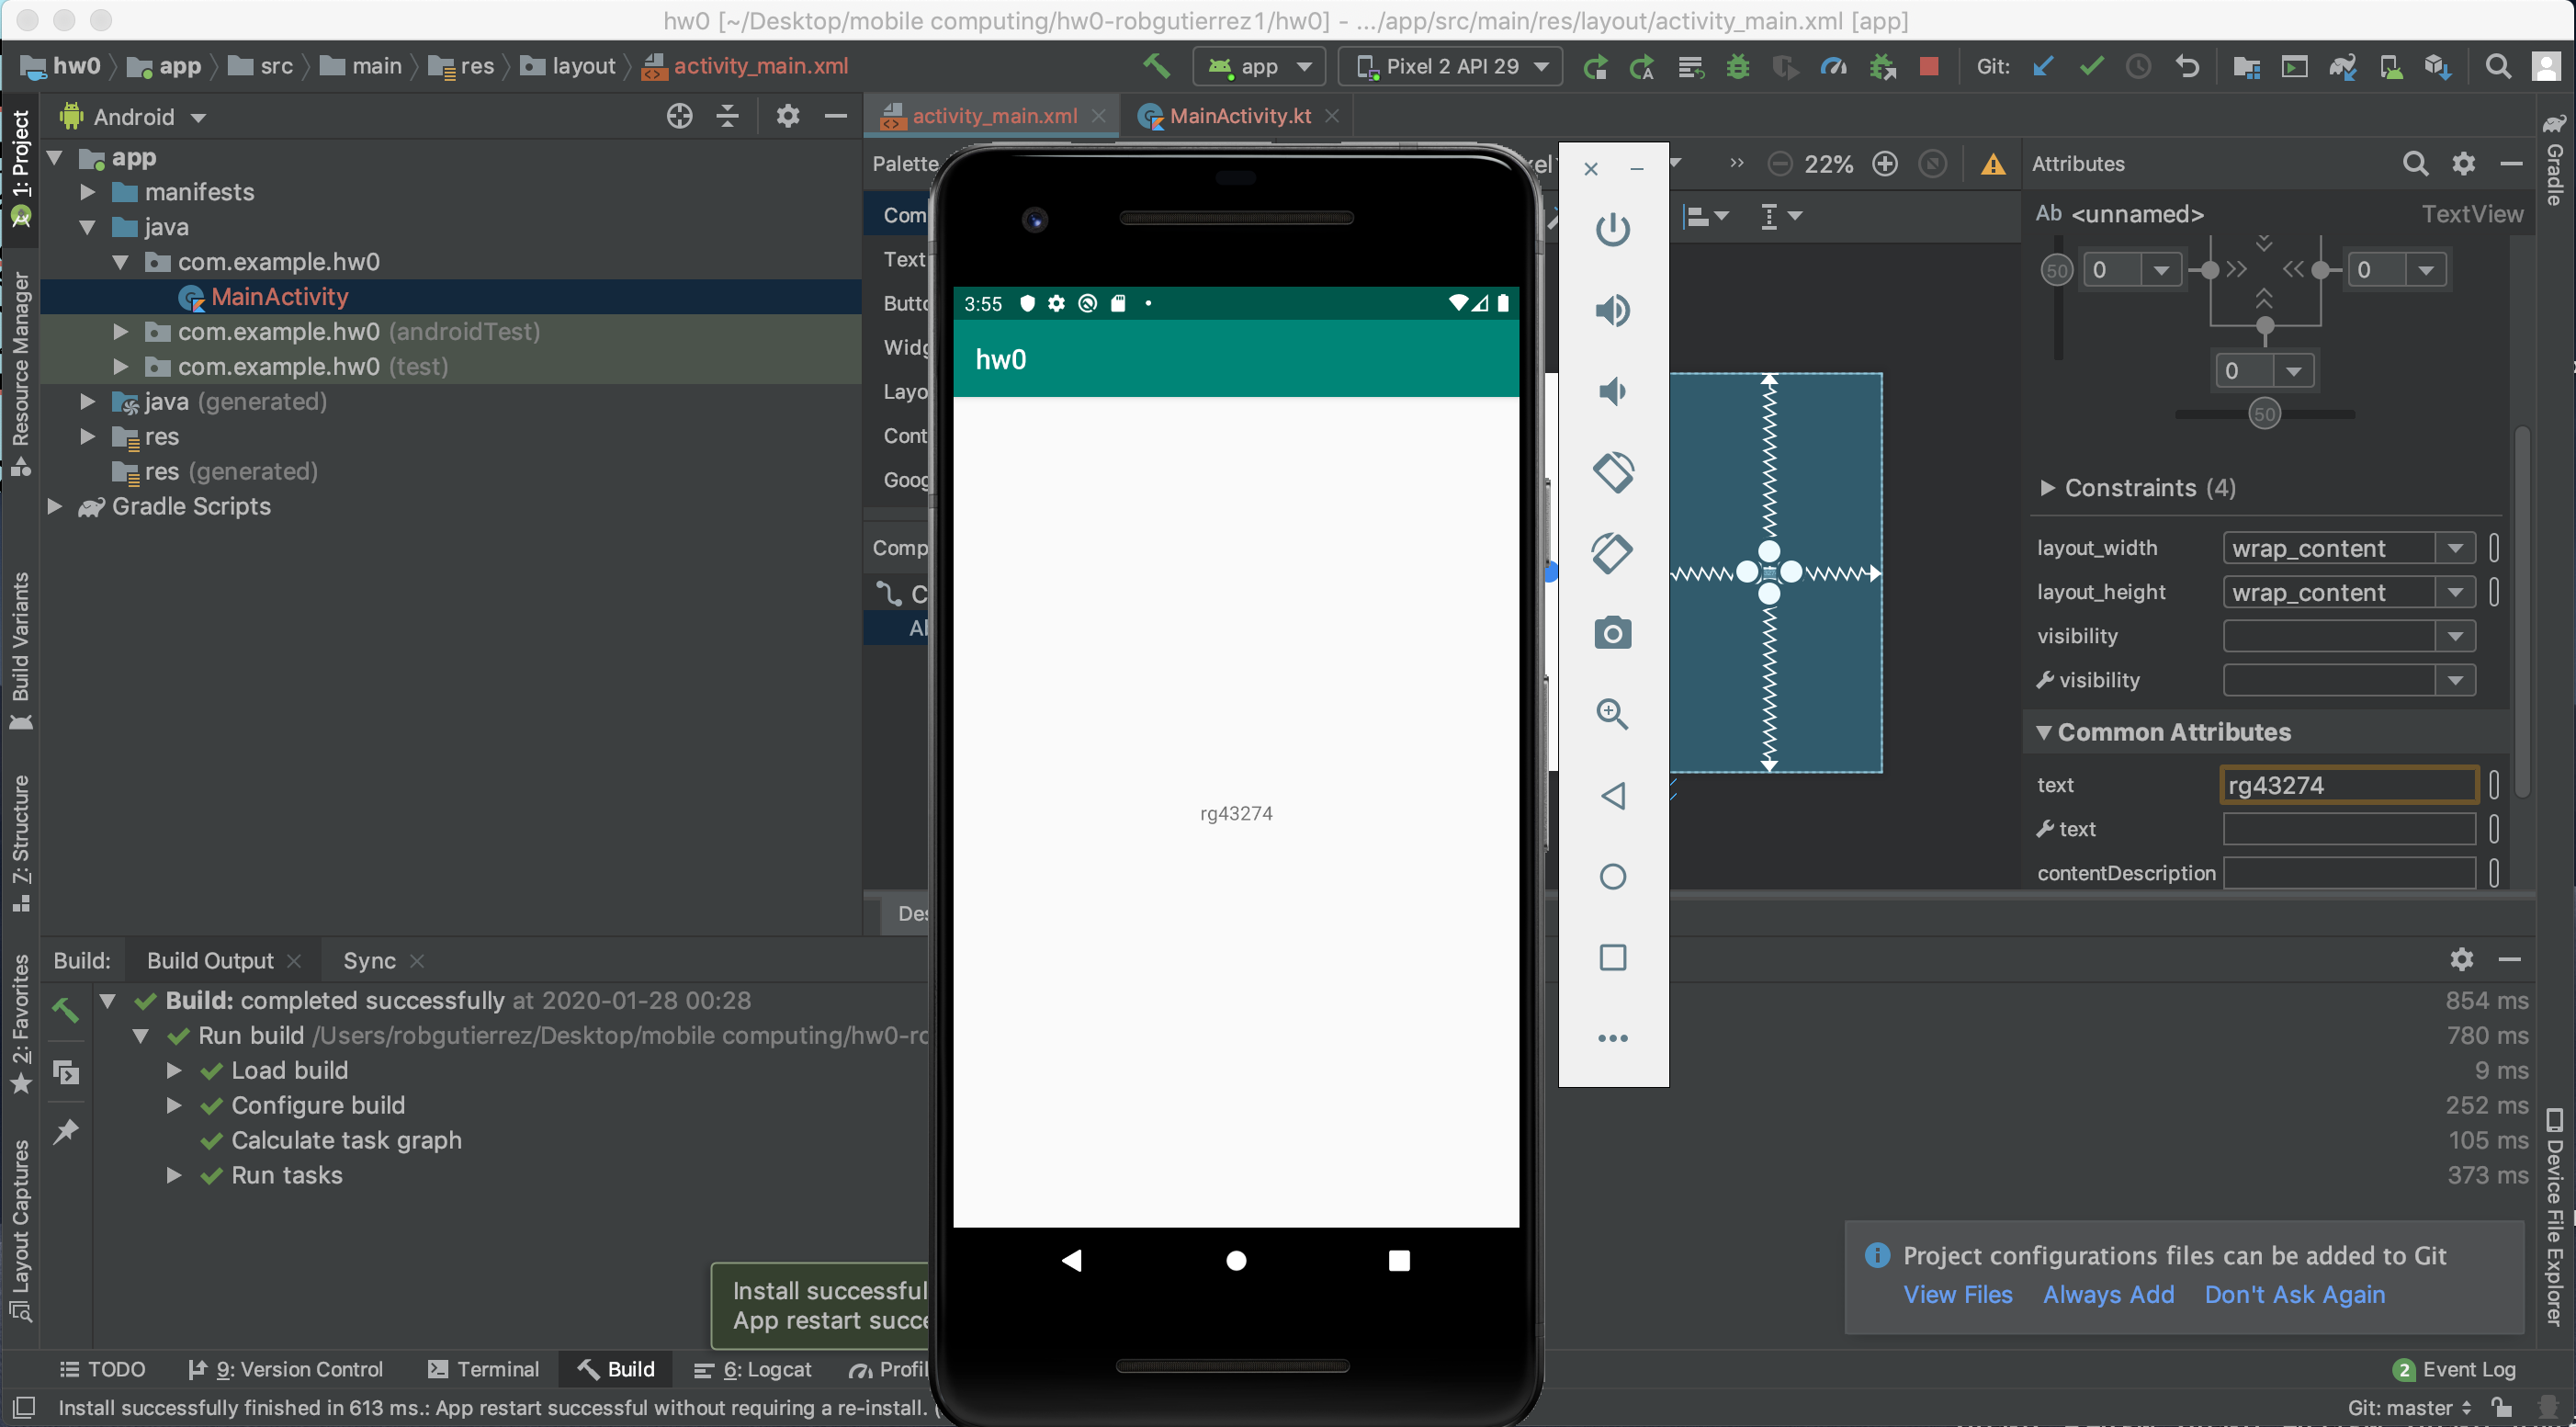 hw0 [~/Desktop/mobile computing/hw0-robgutierrez1/hw0] - .../app/src/main/res/layout/activity_main.xml [app]
hw0 app src main res layout activity_main.xml app Pixel 2 API 29 Git:
1: Project
Resource Manager
Build Variants
7: Structure
2: Favorites
Layout Captures
Android
app
manifests
java
com.example.hw0
MainActivity
com.example.hw0 (androidTest)
com.example.hw0 (test)
java (generated)
res
res (generated)
Gradle Scripts
activity_main.xml MainActivity.kt
Palette
Com
Text
Butto
Widg
Layo
Cont
Goog
Comp
C
Ab
Des
3:55
hw0
rg43274
22%
Attributes
Ab <unnamed> TextView
50 0 0
0
50
Constraints (4)
layout_width wrap_content
layout_height wrap_content
visibility
visibility
Common Attributes
text rg43274
text
contentDescription
Gradle
Device File Explorer
Build: Build Output Sync
Build: completed successfully at 2020-01-28 00:28 854 ms
Run build /Users/robgutierrez/Desktop/mobile computing/hw0-ro 780 ms
Load build 9 ms
Configure build 252 ms
Calculate task graph 105 ms
Run tasks 373 ms
Install successful
App restart succe
Project configurations files can be added to Git
View Files Always Add Don't Ask Again
TODO 9: Version Control Terminal Build 6: Logcat Profil 2 Event Log
Install successfully finished in 613 ms.: App restart successful without requiring a re-install. ( Git: master